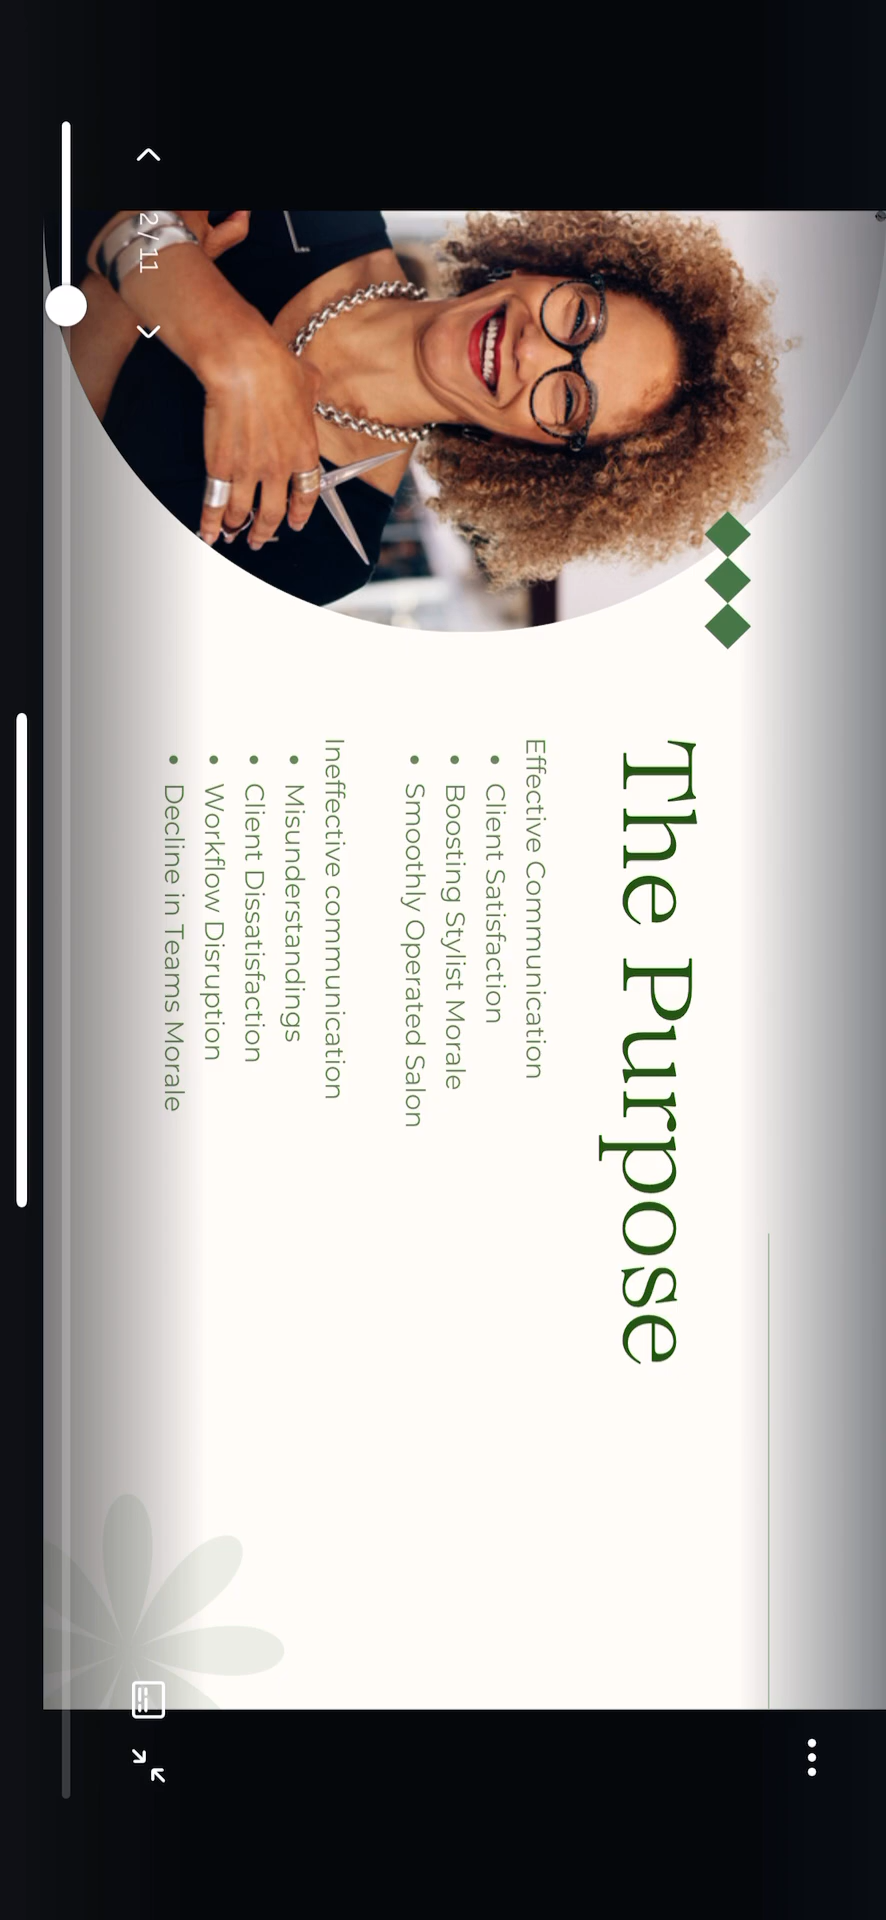 The Purpose
Effective Communication
• Client Satisfaction
• Boosting Stylist Morale
• Smoothly Operated Salon
Ineffective communication
• Misunderstandings
• Client Dissatisfaction
• Workflow Disruption
• Decline in Teams Morale
2 / 11